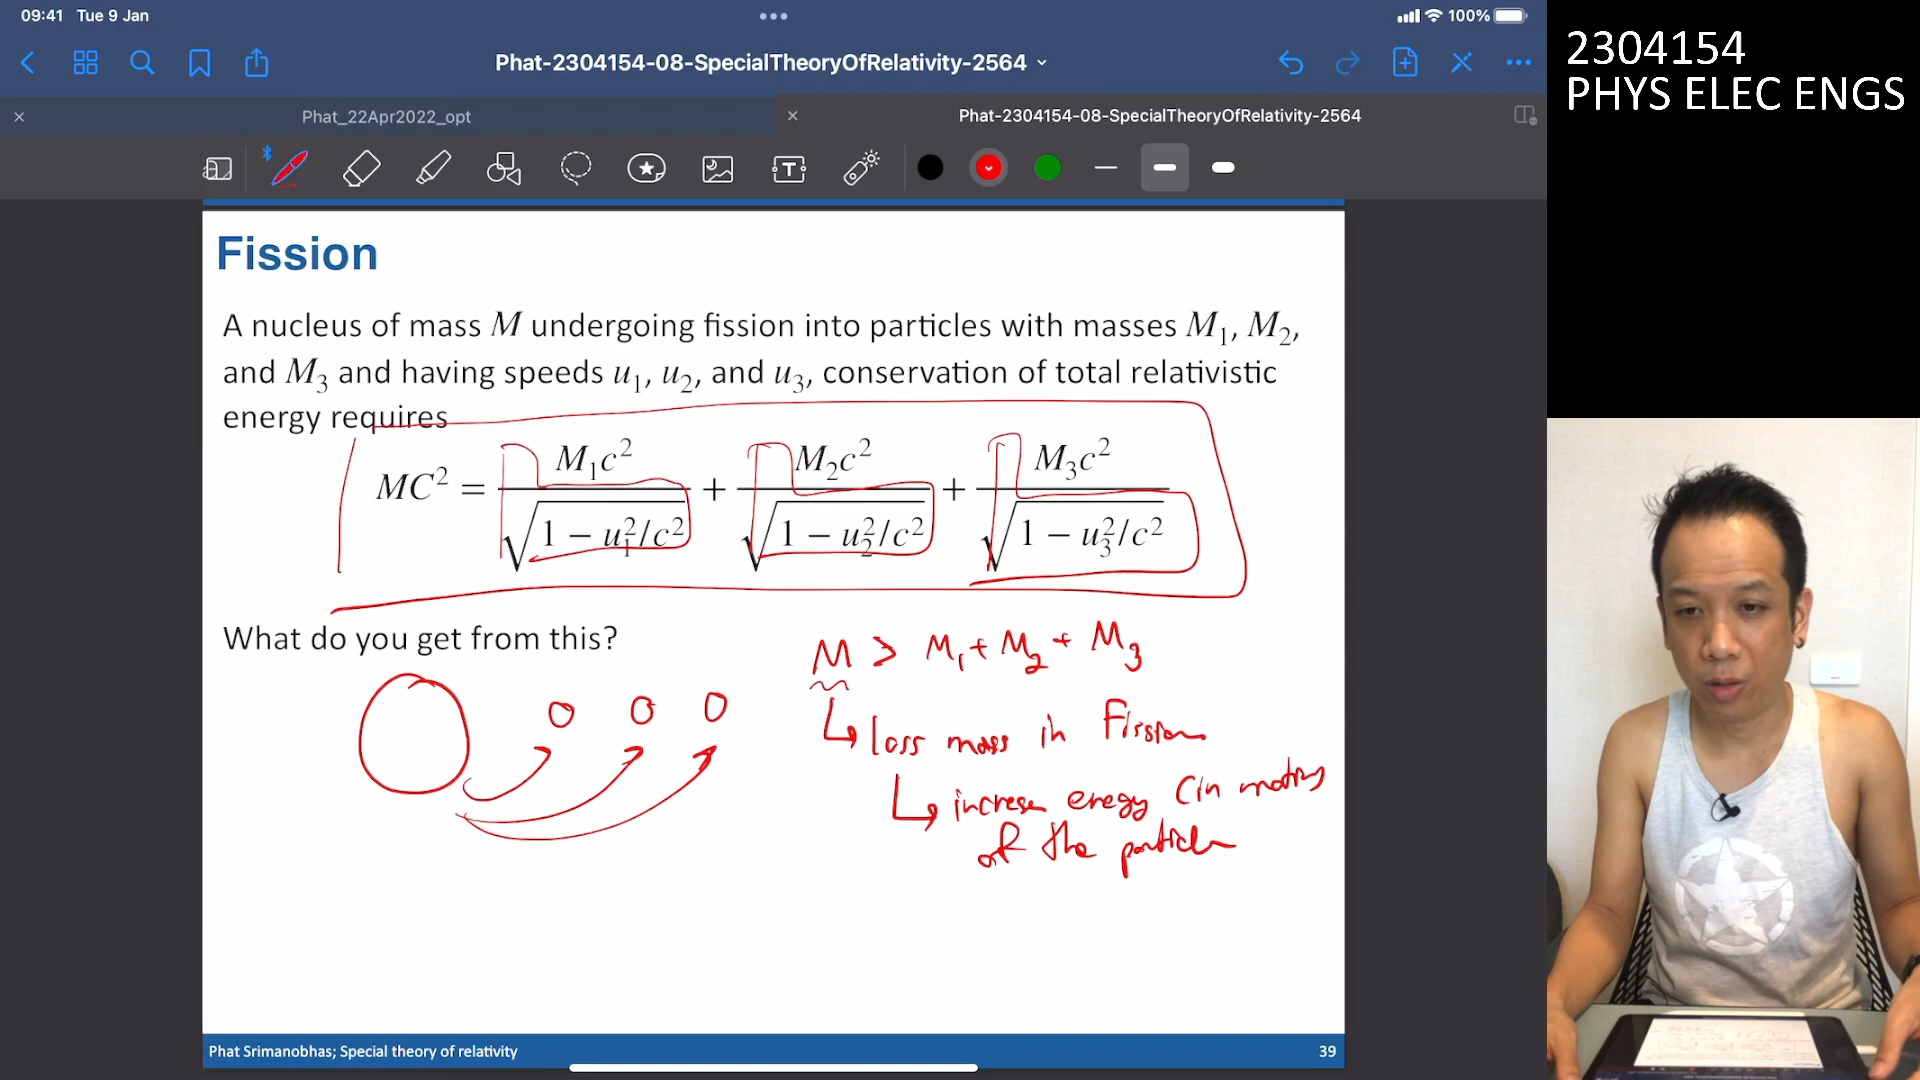 09:41 Tue 9 Jan
100%
Phat-2304154-08-SpecialTheoryOfRelativity-2564
Phat_22Apr2022_opt
Phat-2304154-08-SpecialTheoryOfRelativity-2564
T
2304154
PHYS ELEC ENGS
Fission
A nucleus of mass M undergoing fission into particles with masses M₁, M₂,
and M₃ and having speeds u₁, u₂, and u₃, conservation of total relativistic
energy requires
MC² = M₁c²/√(1 − u₁²/c²) + M₂c²/√(1 − u₂²/c²) + M₃c²/√(1 − u₃²/c²)
What do you get from this?
M > M₁ + M₂ + M₃
loss mass in Fission
energy (in
of the
Phat Srimanobhas; Special theory of relativity
39